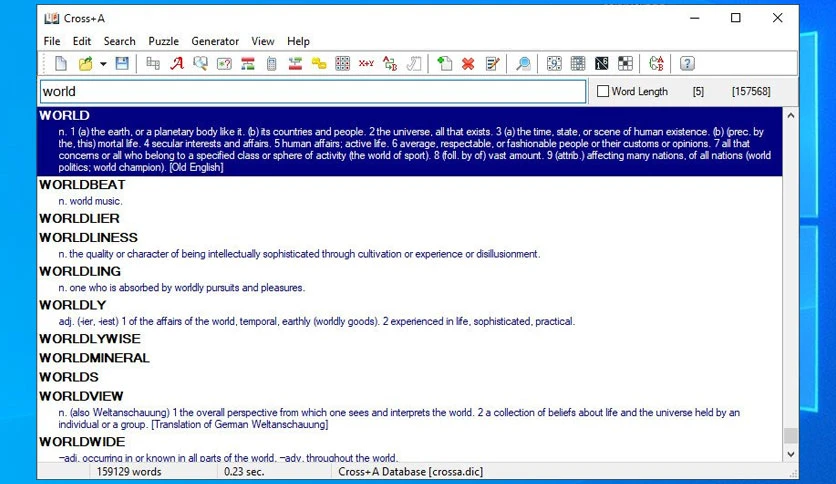 Cross+A
File Edit Search Puzzle Generator View Help
X+Y
world Word Length [5] [157568]
WORLD
n. 1 (a) the earth, or a planetary body like it. (b) its countries and people. 2 the universe, all that exists. 3 (a) the time, state, or scene of human existence. (b) (prec. by
the, this) mortal life. 4 secular interests and affairs. 5 human affairs; active life. 6 average, respectable, or fashionable people or their customs or opinions. 7 all that
concerns or all who belong to a specified class or sphere of activity (the world of sport). 8 (foll. by of) vast amount. 9 (attrib.) affecting many nations, of all nations (world
politics; world champion). [Old English]
WORLDBEAT
n. world music.
WORLDLIER
WORLDLINESS
n. the quality or character of being intellectually sophisticated through cultivation or experience or disillusionment.
WORLDLING
n. one who is absorbed by worldly pursuits and pleasures.
WORLDLY
adj. (-ier, -iest) 1 of the affairs of the world, temporal, earthly (worldly goods). 2 experienced in life, sophisticated, practical.
WORLDLYWISE
WORLDMINERAL
WORLDS
WORLDVIEW
n. (also Weltanschauung) 1 the overall perspective from which one sees and interprets the world. 2 a collection of beliefs about life and the universe held by an
individual or a group. [Translation of German Weltanschauung]
WORLDWIDE
–adj. occurring in or known in all parts of the world. –adv. throughout the world.
159129 words 0.23 sec. Cross+A Database [crossa.dic]